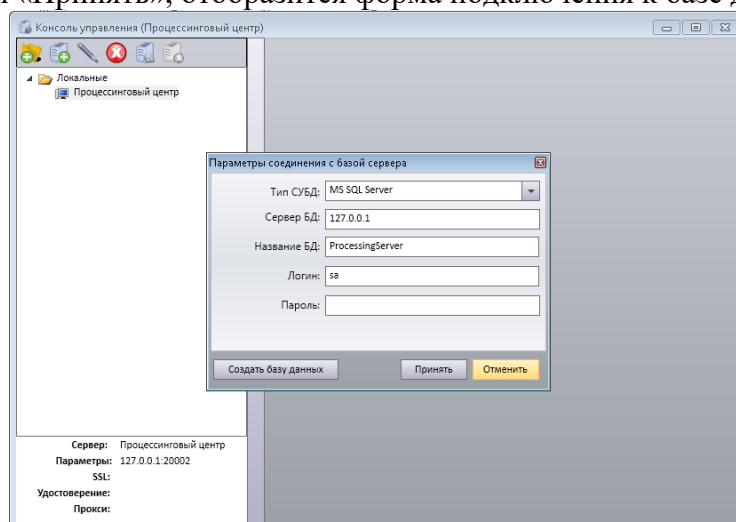 «Принять», отобразится форма подключения к базе
Консоль управления (Процессинговый центр)
Локальные
Процессинговый центр
Параметры соединения с базой сервера
Тип СУБД: MS SQL Server
Сервер БД: 127.0.0.1
Название БД: ProcessingServer
Логин: sa
Пароль:
Создать базу данных Принять Отменить
Сервер: Процессинговый центр
Параметры: 127.0.0.1:20002
SSL:
Удостоверение:
Прокси: